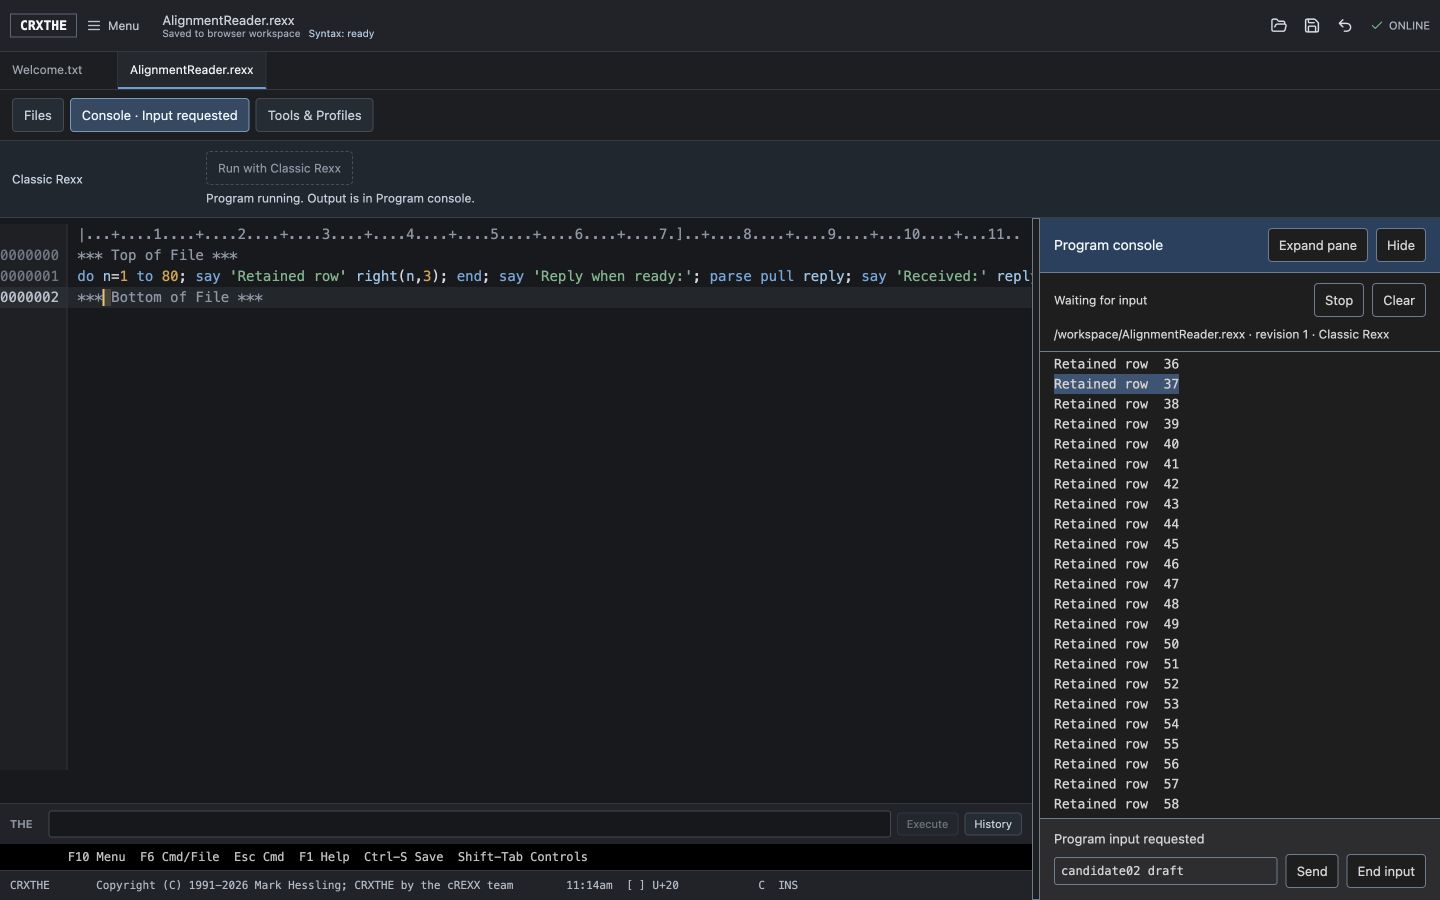 CRXTHE Menu AlignmentReader.rexx
Saved to browser workspace Syntax: ready
ONLINE
Welcome.txt AlignmentReader.rexx
Files Console · Input requested Tools & Profiles
Classic Rexx
Run with Classic Rexx
Program running. Output is in Program console.
|...+....1....+....2....+....3....+....4....+....5....+....6....+....7.]..+....8....+....9....+...10....+...11..
0000000 *** Top of File ***
0000001 do n=1 to 80; say 'Retained row' right(n,3); end; say 'Reply when ready:'; parse pull reply; say 'Received:' repl
0000002 *** Bottom of File ***
THE Execute History
F10 Menu F6 Cmd/File Esc Cmd F1 Help Ctrl-S Save Shift-Tab Controls
CRXTHE Copyright (C) 1991-2026 Mark Hessling; CRXTHE by the cREXX team 11:14am [ ] U+20 C INS
Program console Expand pane Hide
Waiting for input Stop Clear
/workspace/AlignmentReader.rexx · revision 1 · Classic Rexx
Retained row  36
Retained row  37
Retained row  38
Retained row  39
Retained row  40
Retained row  41
Retained row  42
Retained row  43
Retained row  44
Retained row  45
Retained row  46
Retained row  47
Retained row  48
Retained row  49
Retained row  50
Retained row  51
Retained row  52
Retained row  53
Retained row  54
Retained row  55
Retained row  56
Retained row  57
Retained row  58
Program input requested
candidate02 draft Send End input